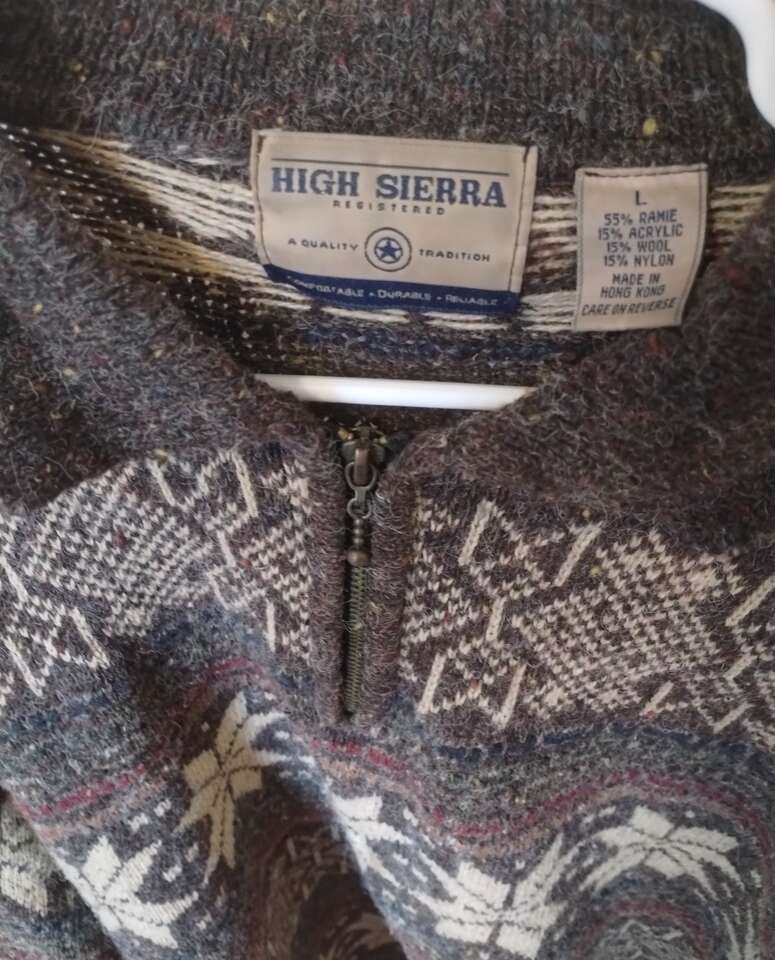 HIGH SIERRA
REGISTERED
A QUALITY TRADITION
COMFORTABLE • DURABLE • RELIABLE
L
55% RAMIE
15% ACRYLIC
15% WOOL
15% NYLON
MADE IN
HONG KONG
CARE ON REVERSE